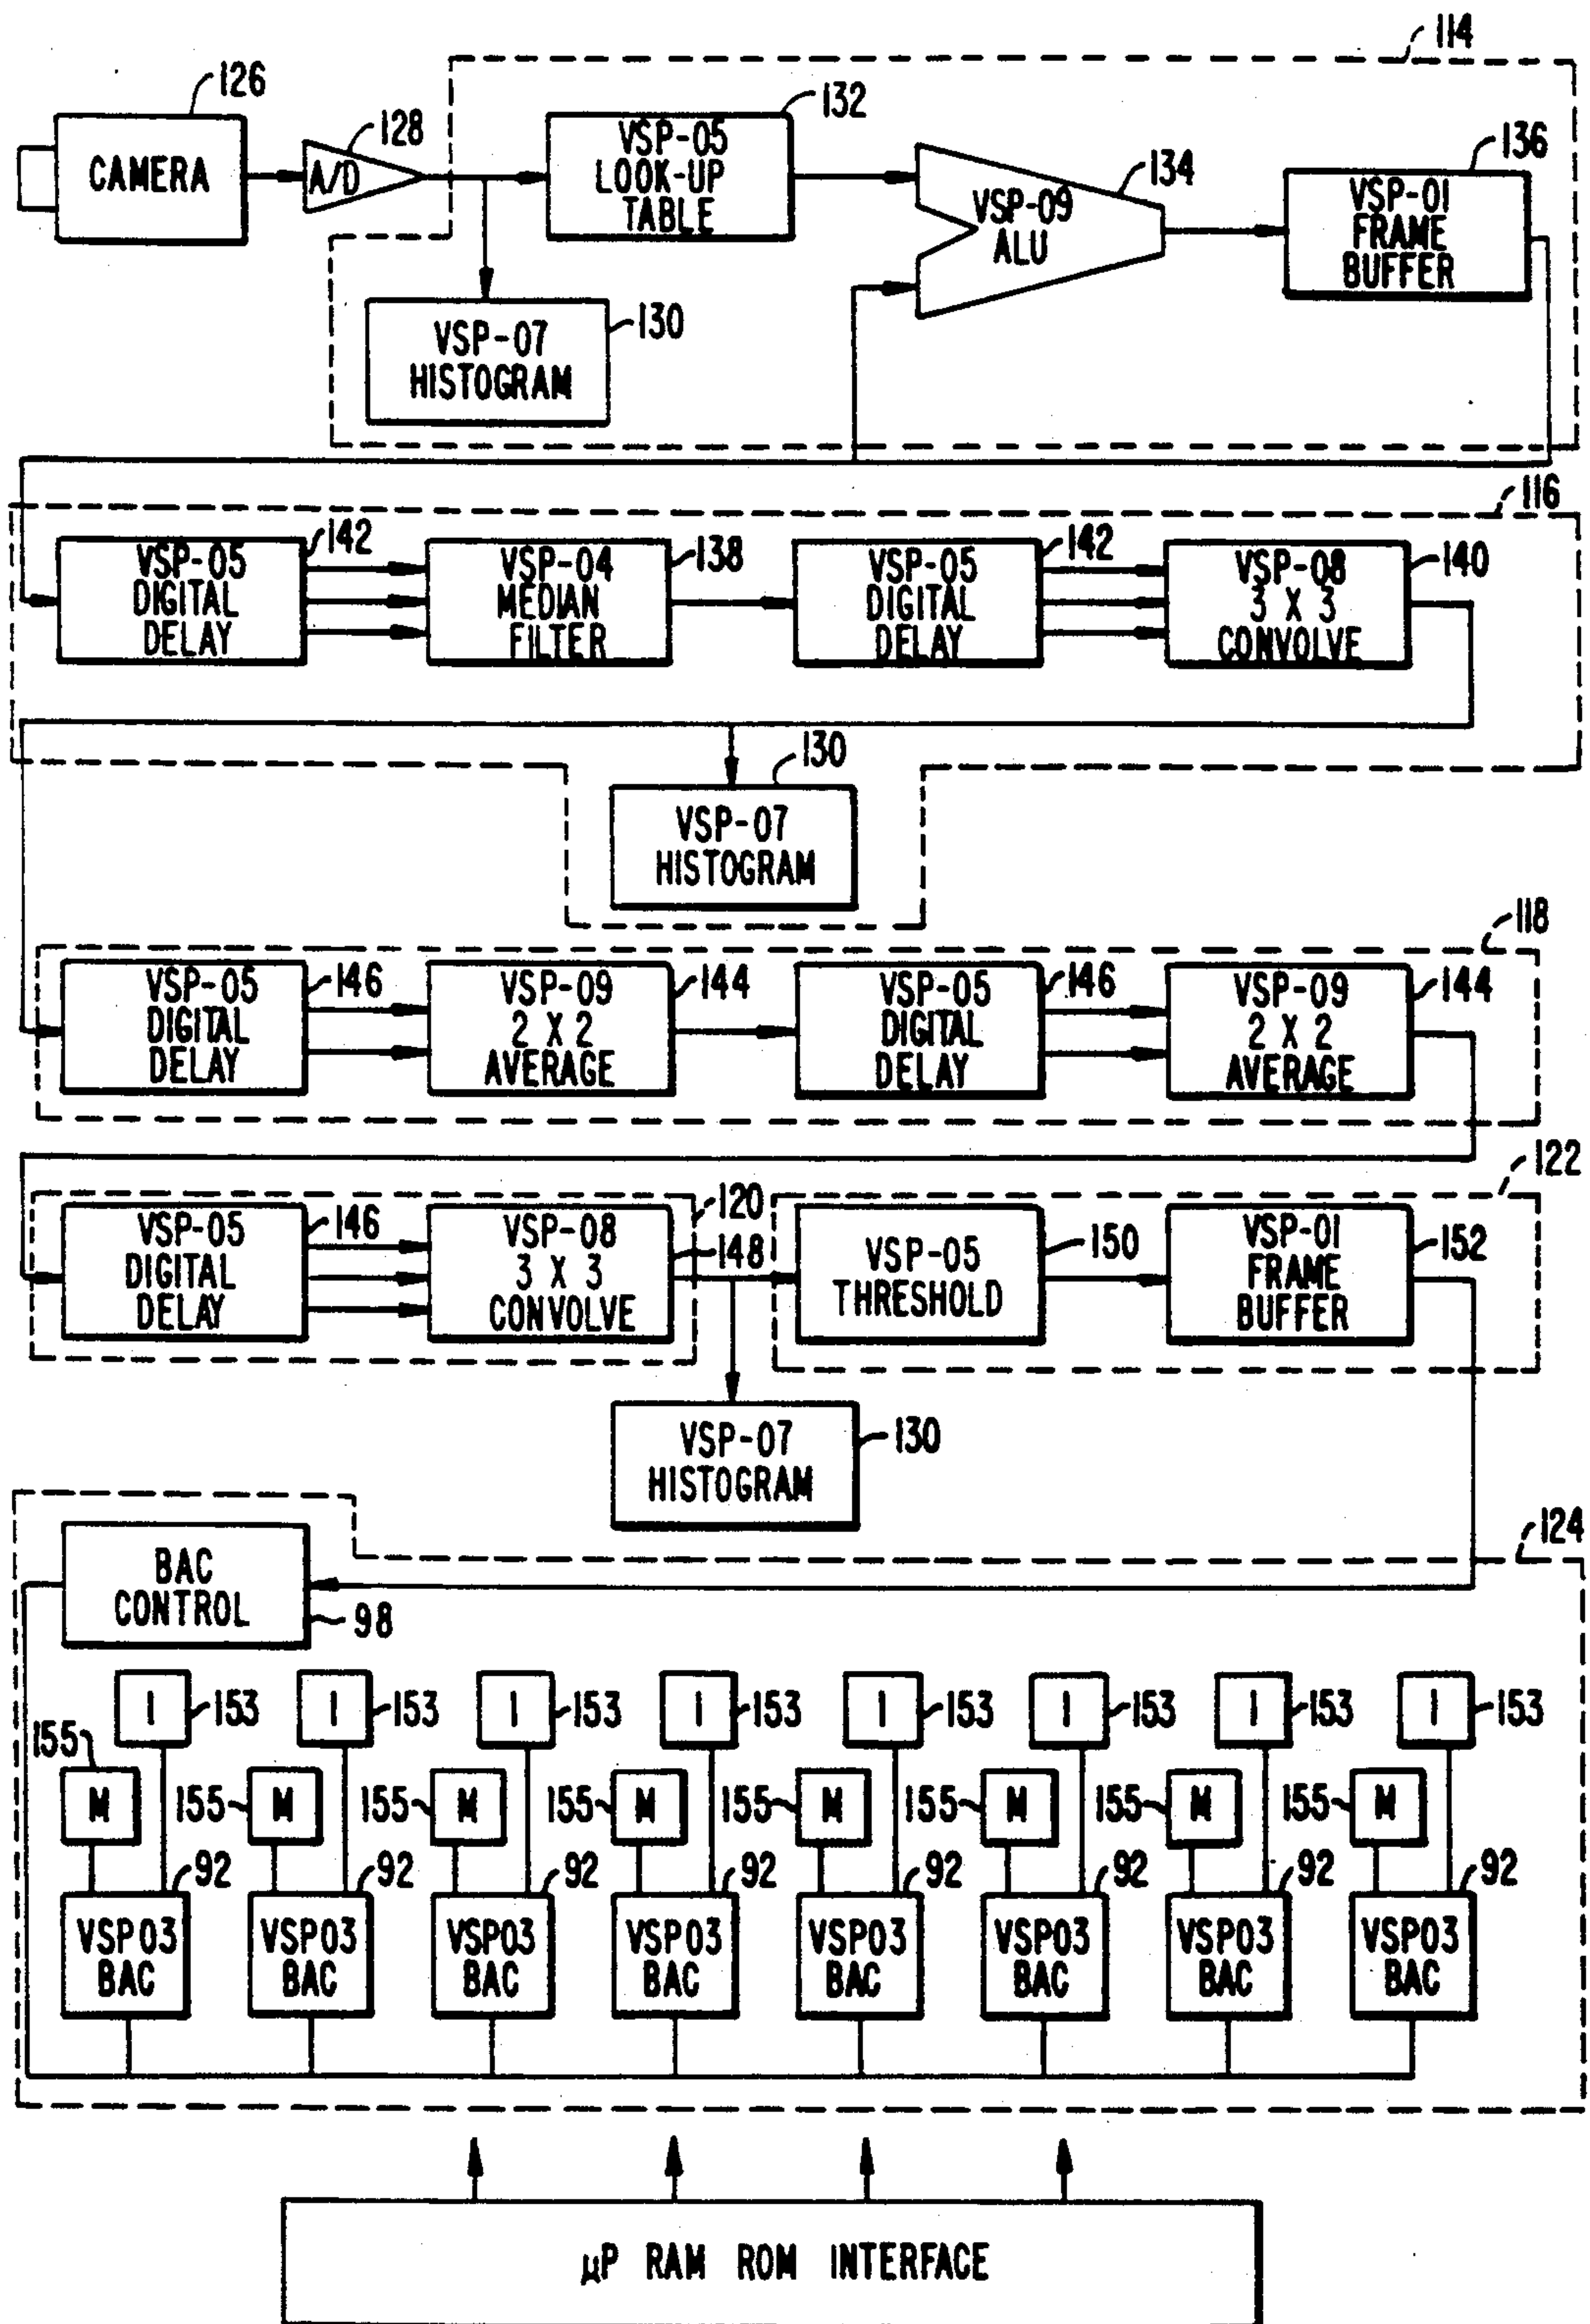 114
126
128
132
134
136
CAMERA
A/D
VSP-05
LOOK-UP
TABLE
VSP-09
ALU
VSP-01
FRAME
BUFFER
VSP-07
HISTOGRAM
130
116
VSP-05
DIGITAL
DELAY
142
VSP-04
MEDIAN
FILTER
138
VSP-05
DIGITAL
DELAY
142
VSP-08
3 X 3
CONVOLVE
140
130
VSP-07
HISTOGRAM
118
VSP-05
DIGITAL
DELAY
146
VSP-09
2 X 2
AVERAGE
144
VSP-05
DIGITAL
DELAY
146
VSP-09
2 X 2
AVERAGE
144
122
VSP-05
DIGITAL
DELAY
146
VSP-08
3 X 3
CONVOLVE
120
148
VSP-05
THRESHOLD
150
VSP-01
FRAME
BUFFER
152
VSP-07
HISTOGRAM
130
124
BAC
CONTROL
98
I 153 I 153 I 153 I 153 I 153 I 153 I 153 I 153
155 M 155 M 155 M 155 M 155 M 155 M 155 M 155 M
92 92 92 92 92 92 92 92
VSP03 VSP03 VSP03 VSP03 VSP03 VSP03 VSP03 VSP03
BAC BAC BAC BAC BAC BAC BAC BAC
µP RAM ROM INTERFACE